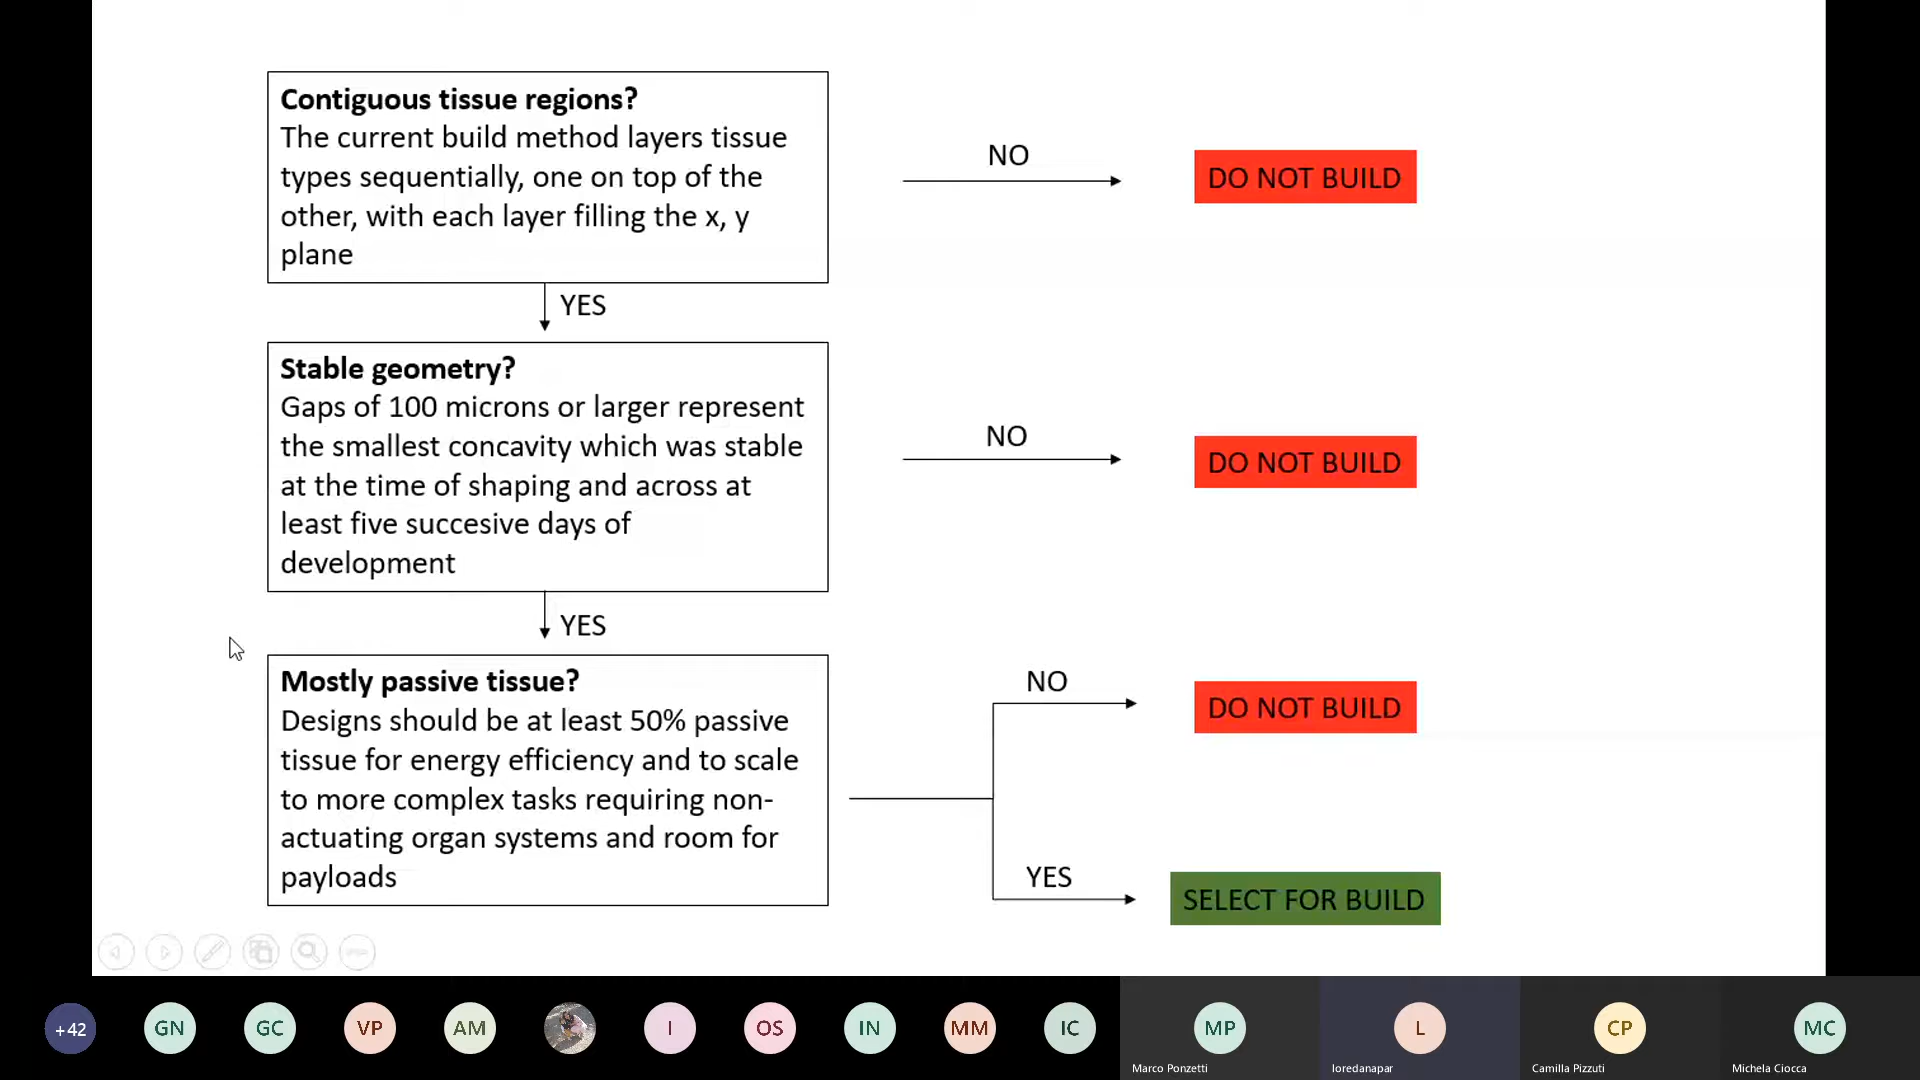 Contiguous tissue regions?
The current build method layers tissue
types sequentially, one on top of the
other, with each layer filling the x, y
plane
NO
DO NOT BUILD
YES
Stable geometry?
Gaps of 100 microns or larger represent
the smallest concavity which was stable
at the time of shaping and across at
least five succesive days of
development
NO
DO NOT BUILD
YES
Mostly passive tissue?
Designs should be at least 50% passive
tissue for energy efficiency and to scale
to more complex tasks requiring non-
actuating organ systems and room for
payloads
NO
DO NOT BUILD
YES
SELECT FOR BUILD
+42
GN
GC
VP
AM
I
OS
IN
MM
IC
MP
Marco Ponzetti
L
loredanapar
CP
Camilla Pizzuti
MC
Michela Ciocca